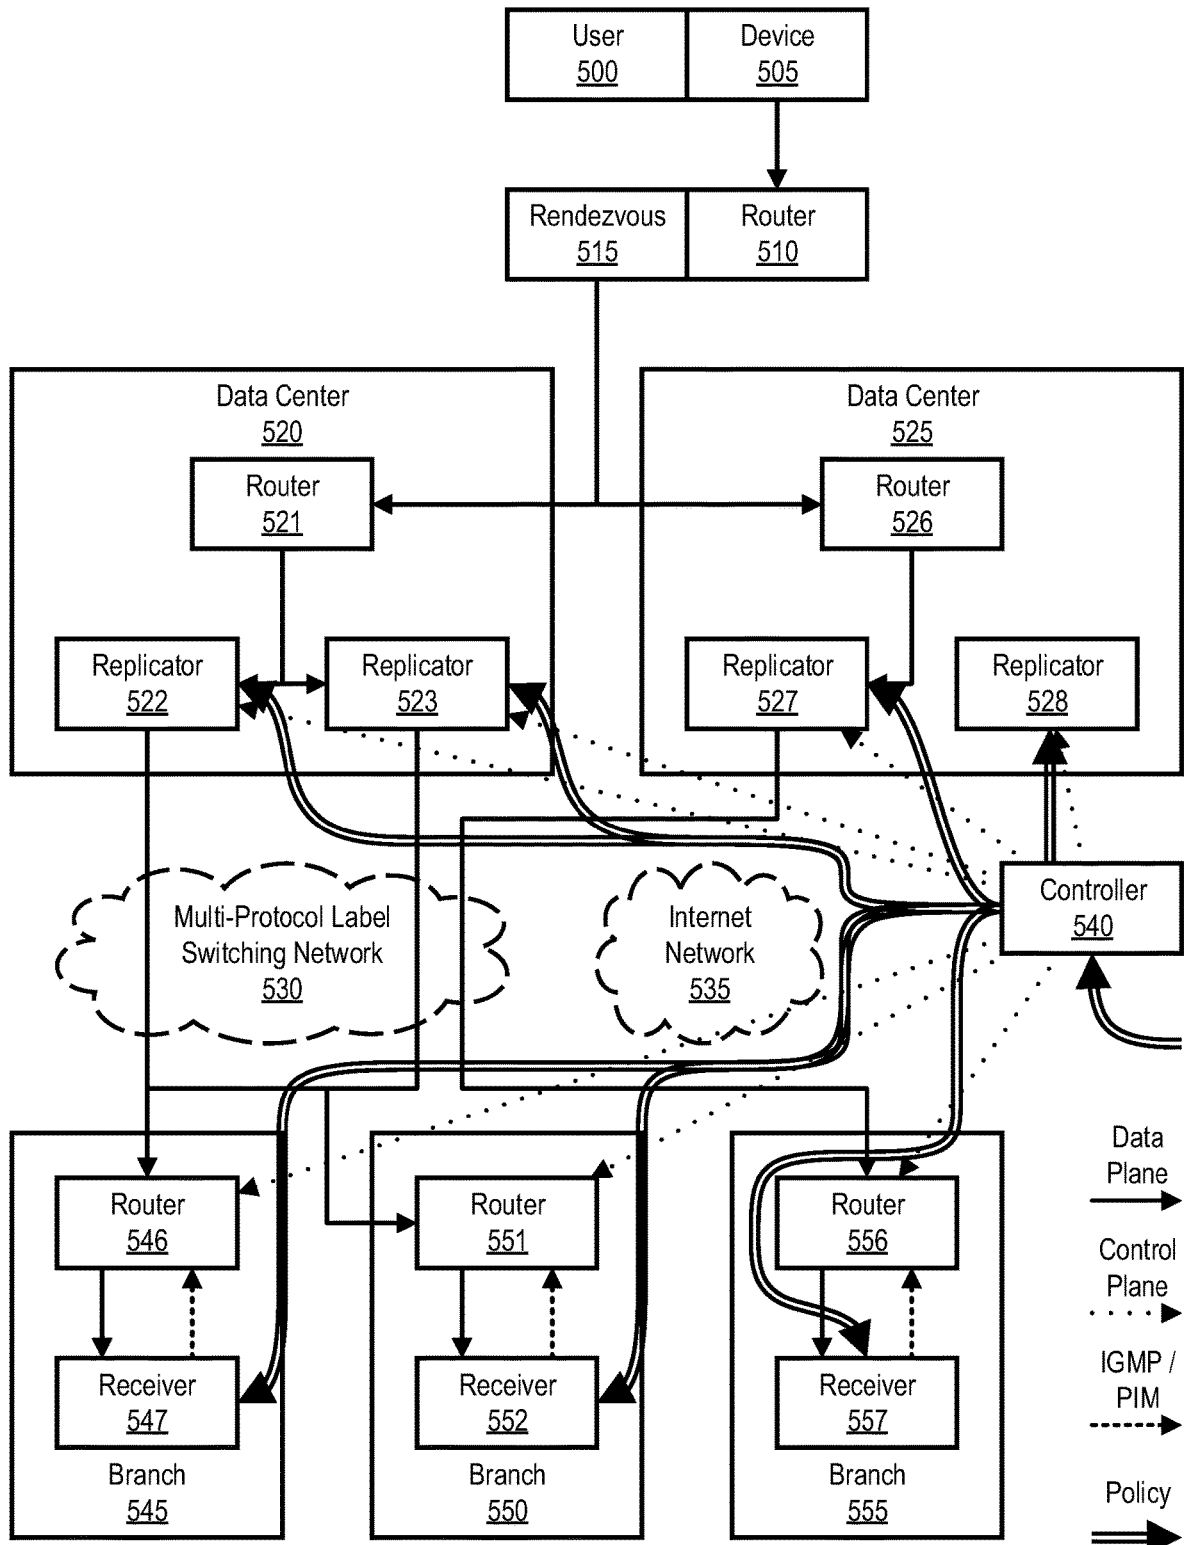 User
500
Device
505
Rendezvous
515
Router
510
Data Center
520
Data Center
525
Router
521
Router
526
Replicator
522
Replicator
523
Replicator
527
Replicator
528
Multi-Protocol Label
Switching Network
530
Internet
Network
535
Controller
540
Data
Plane
Control
Plane
IGMP /
PIM
Policy
Router
546
Router
551
Router
556
Receiver
547
Receiver
552
Receiver
557
Branch
545
Branch
550
Branch
555